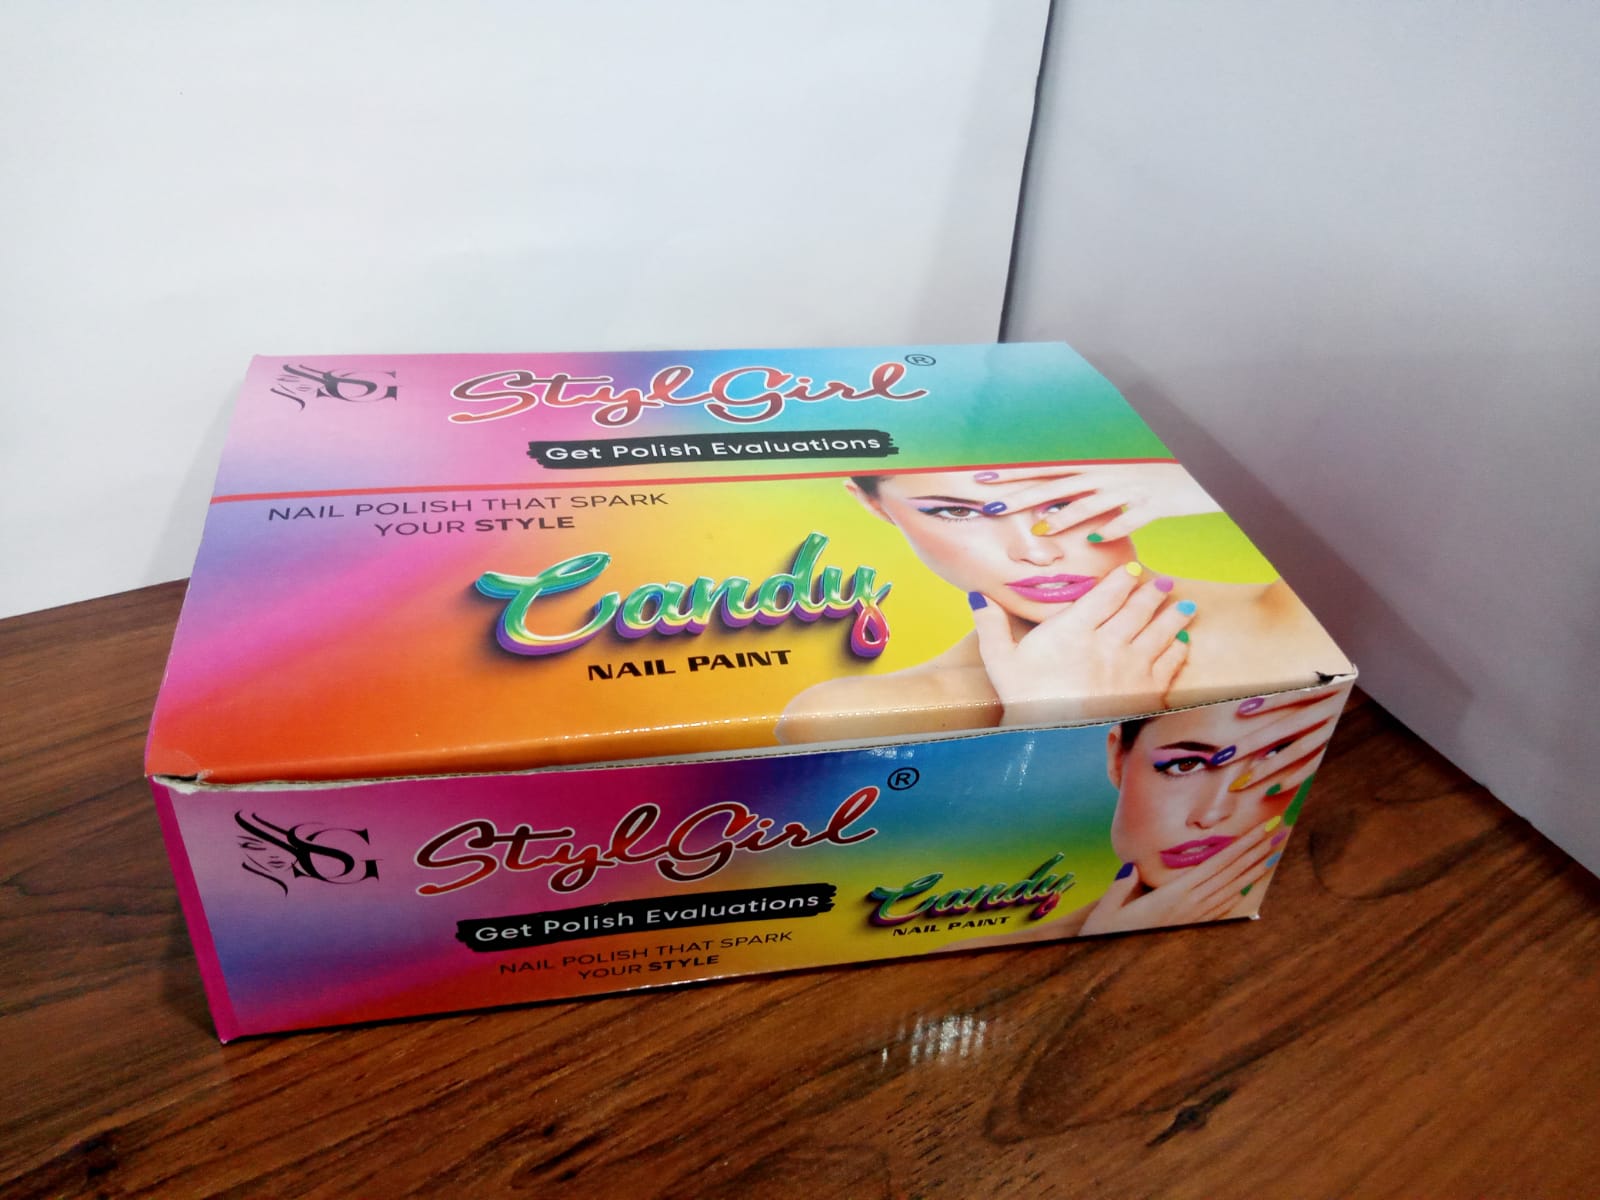 SG
StylGirl®
Get Polish Evaluations
NAIL POLISH THAT SPARK
YOUR STYLE
Candy
NAIL PAINT
SG
StylGirl®
Get Polish Evaluations
NAIL POLISH THAT SPARK
YOUR STYLE
Candy
NAIL PAINT